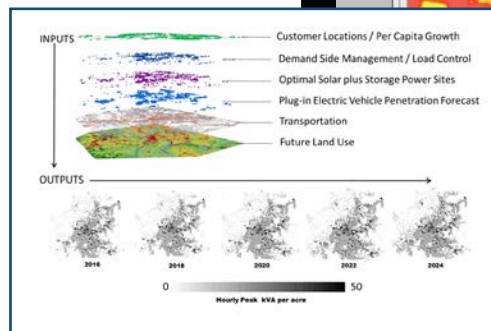 INPUTS
Customer Locations / Per Capita Growth
Demand Side Management / Load Control
Optimal Solar plus Storage Power Sites
Plug-in Electric Vehicle Penetration Forecast
Transportation
Future Land Use
OUTPUTS
2016 2018 2020 2022 2024
0 50
Hourly Peak kVA per acre